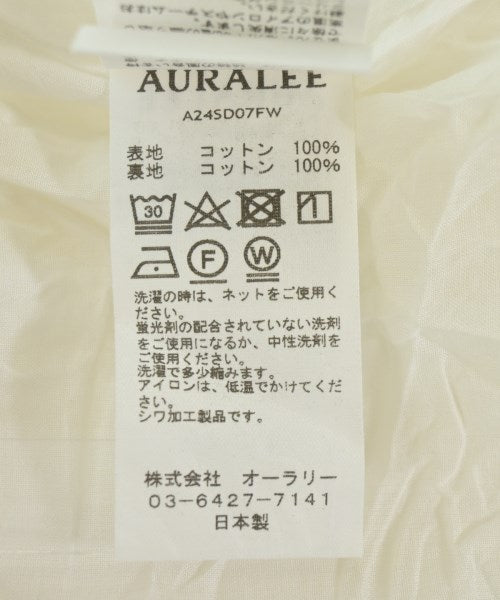 AURALEE
A24SD07FW
表地 コットン 100%
裏地 コットン 100%
30
F W
洗濯の時は、ネットをご使用く
ださい。
蛍光剤の配合されていない洗剤
をご使用になるか、中性洗剤を
ご使用ください。
洗濯で多少縮みます。
アイロンは、低温でかけてくだ
さい。
シワ加工製品です。
株式会社 オーラリー
03-6427-7141
日本製